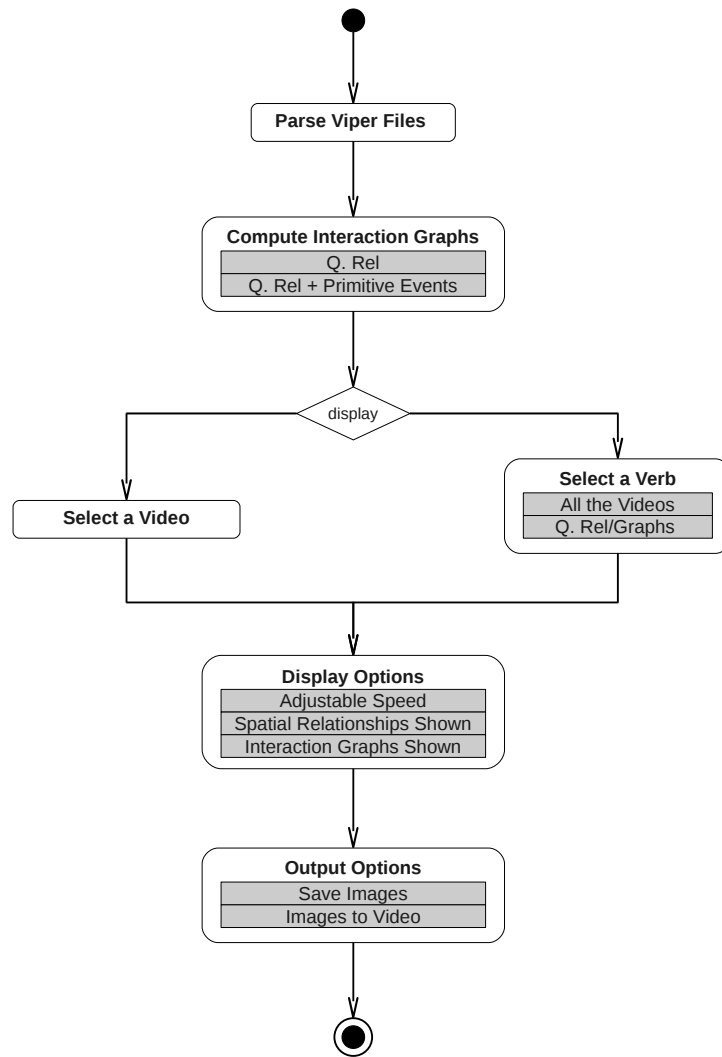 Parse Viper Files
Compute Interaction Graphs
Q. Rel
Q. Rel + Primitive Events
display
Select a Video
Select a Verb
All the Videos
Q. Rel/Graphs
Display Options
Adjustable Speed
Spatial Relationships Shown
Interaction Graphs Shown
Output Options
Save Images
Images to Video